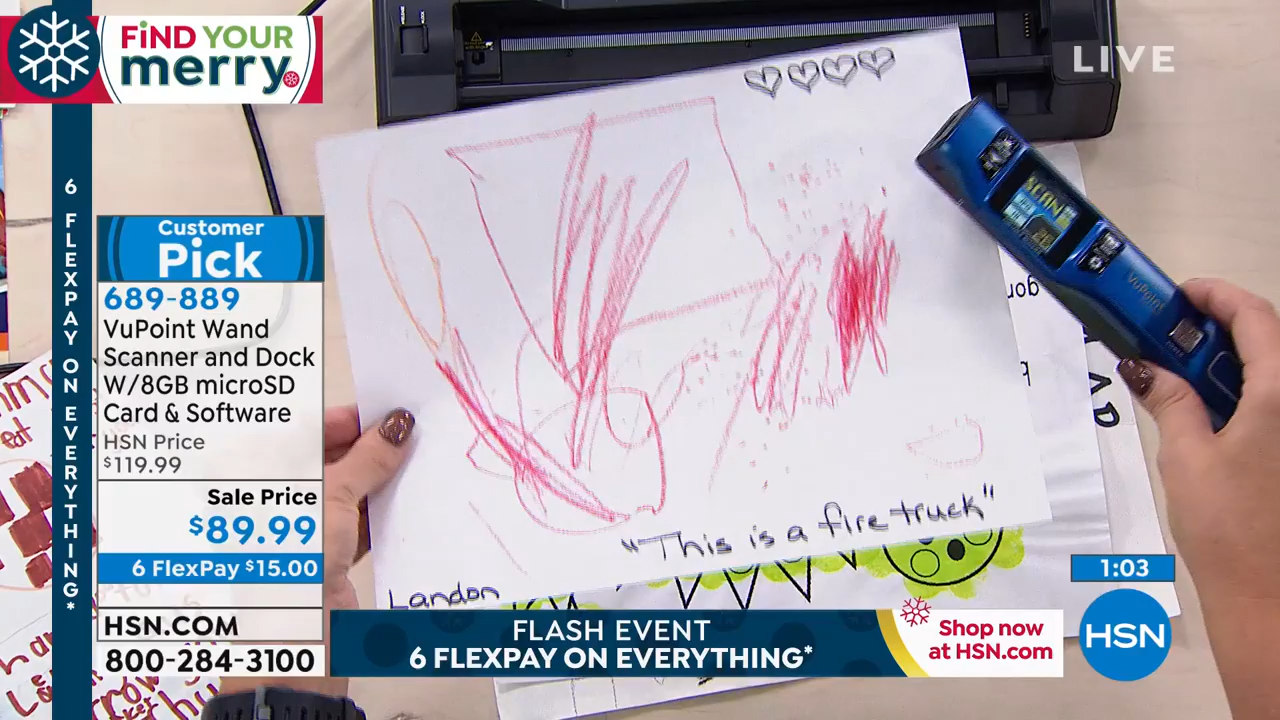 FiND YOUR
merry.
LIVE
6 FLEXPAY ON EVERYTHING*
Customer
Pick
689-889
VuPoint Wand
Scanner and Dock
W/8GB microSD
Card & Software
HSN Price
$119.99
Sale Price
$89.99
6 FlexPay $15.00
HSN.COM
800-284-3100
SCAN
VuPoint
"This is a fire truck"
Landon
1:03
FLASH EVENT
6 FLEXPAY ON EVERYTHING*
Shop now
at HSN.com
HSN